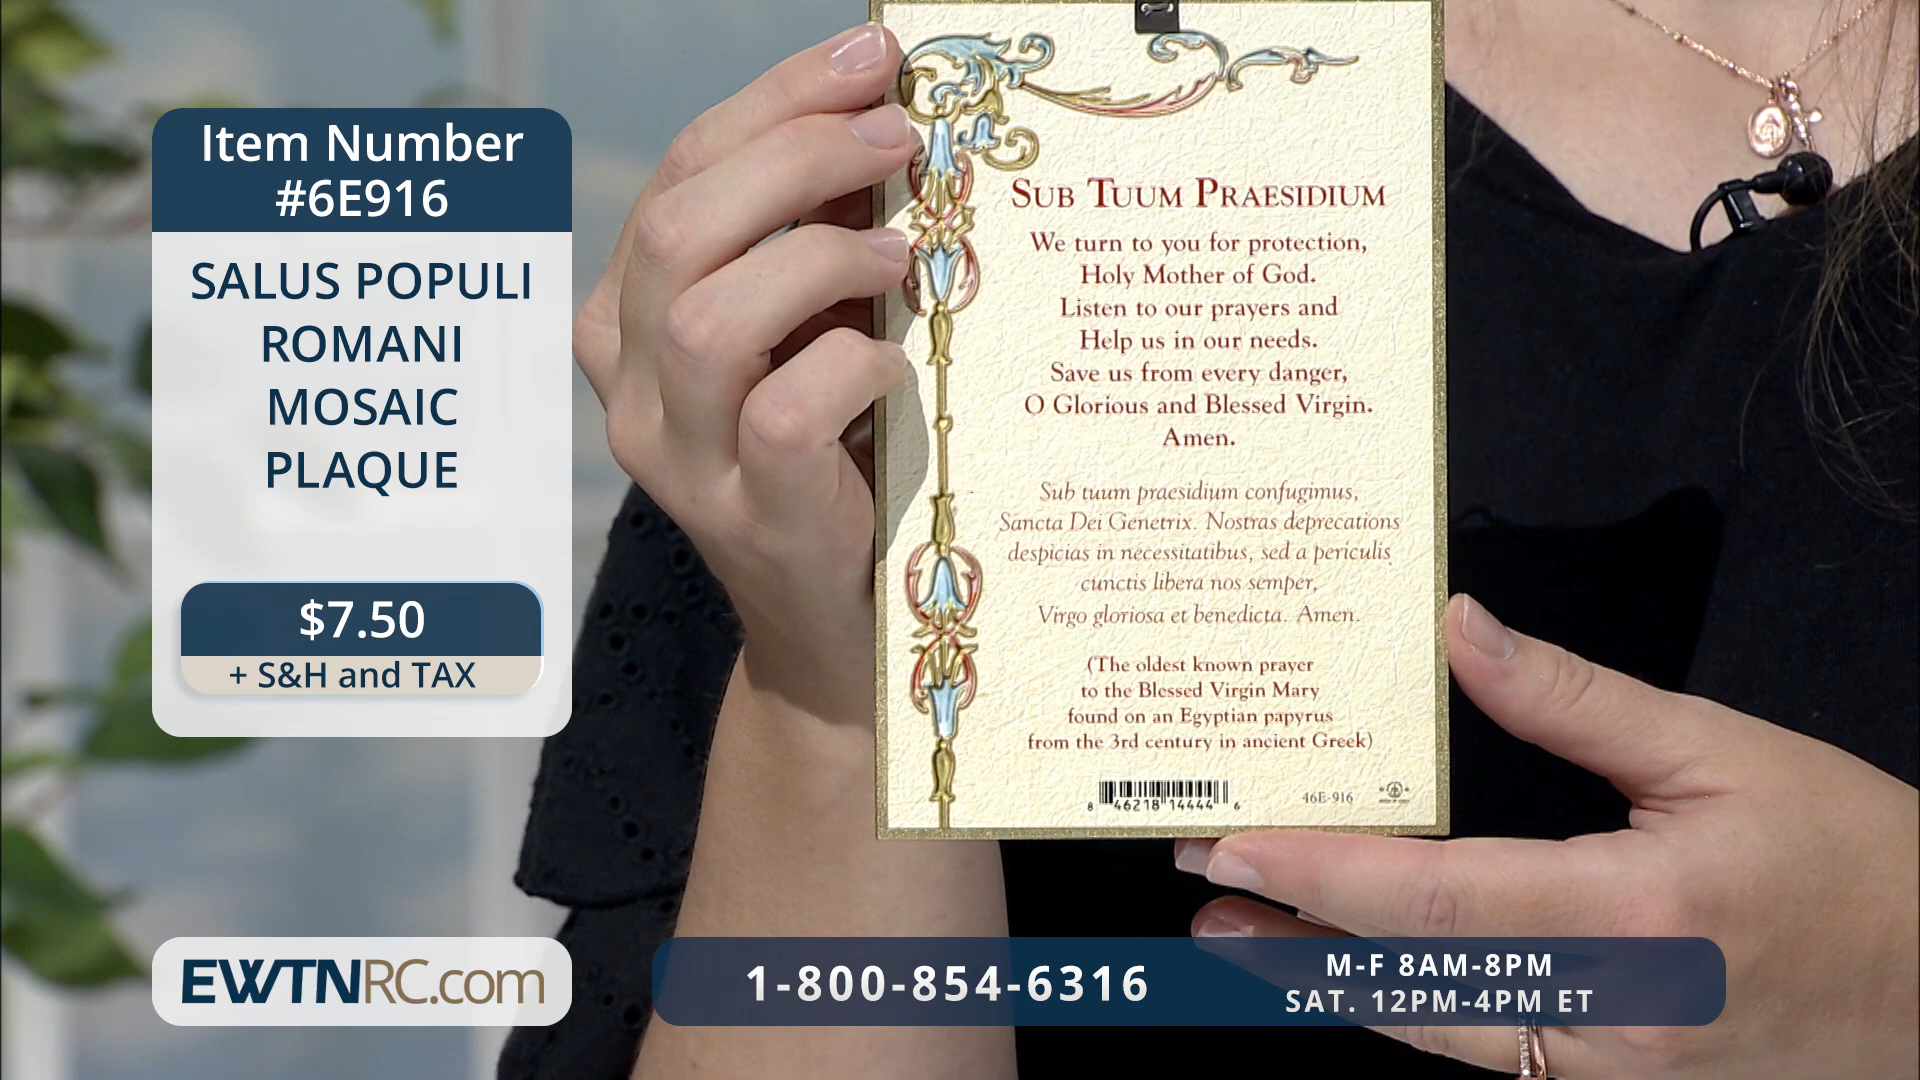 Item Number
#6E916
SALUS POPULI
ROMANI
MOSAIC
PLAQUE
$7.50
+ S&H and TAX
EWTNRC.com
1-800-854-6316
M-F 8AM-8PM
SAT. 12PM-4PM ET
SUB TUUM PRAESIDIUM
We turn to you for protection,
Holy Mother of God.
Listen to our prayers and
Help us in our needs.
Save us from every danger,
O Glorious and Blessed Virgin.
Amen.
Sub tuum praesidium confugimus,
Sancta Dei Genetrix. Nostras deprecations
despicias in necessitatibus, sed a periculis
cunctis libera nos semper,
Virgo gloriosa et benedicta. Amen.
(The oldest known prayer
to the Blessed Virgin Mary
found on an Egyptian papyrus
from the 3rd century in ancient Greek)
8 46218 14444 6
46E-916